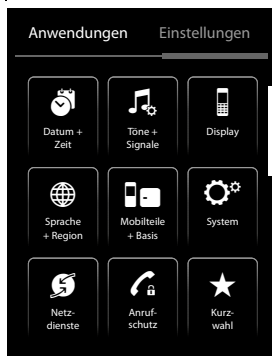 Anwendungen Einstellungen
Datum + Zeit
Töne + Signale
Display
Sprache + Region
Mobilteile + Basis
System
Netz-
dienste
Anruf-
schutz
Kurz-
wahl